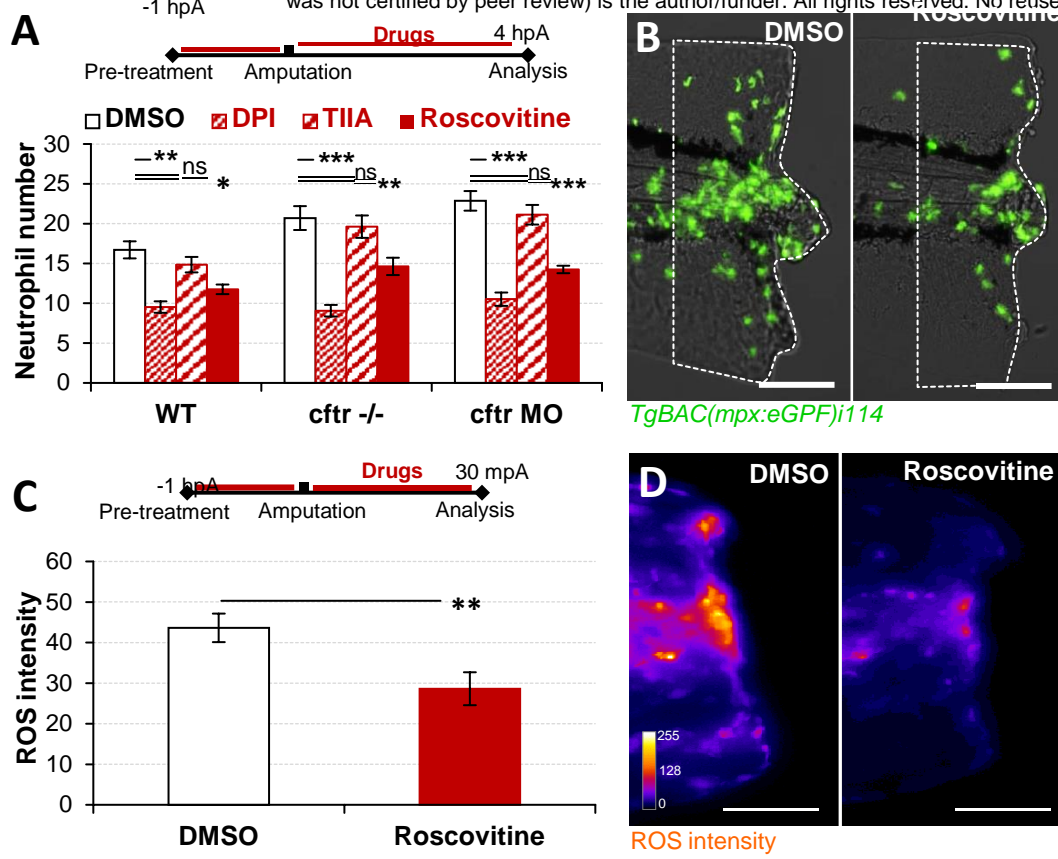 was not certified by peer review) is the author/funder. All rights reserved. No reuse
A
-1 hpA
Drugs
4 hpA
Pre-treatment
Amputation
Analysis
DMSO DPI TIIA Roscovitine
Neutrophil number
30
25
20
15
10
5
0
** ns *
*** ns **
*** ns ***
WT cftr -/- cftr MO
B
DMSO
Roscovitine
TgBAC(mpx:eGPF)i114
C
-1 hpA
Drugs
30 mpA
Pre-treatment
Amputation
Analysis
ROS intensity
60
50
40
30
20
10
0
**
DMSO Roscovitine
D
DMSO
Roscovitine
255
128
0
ROS intensity